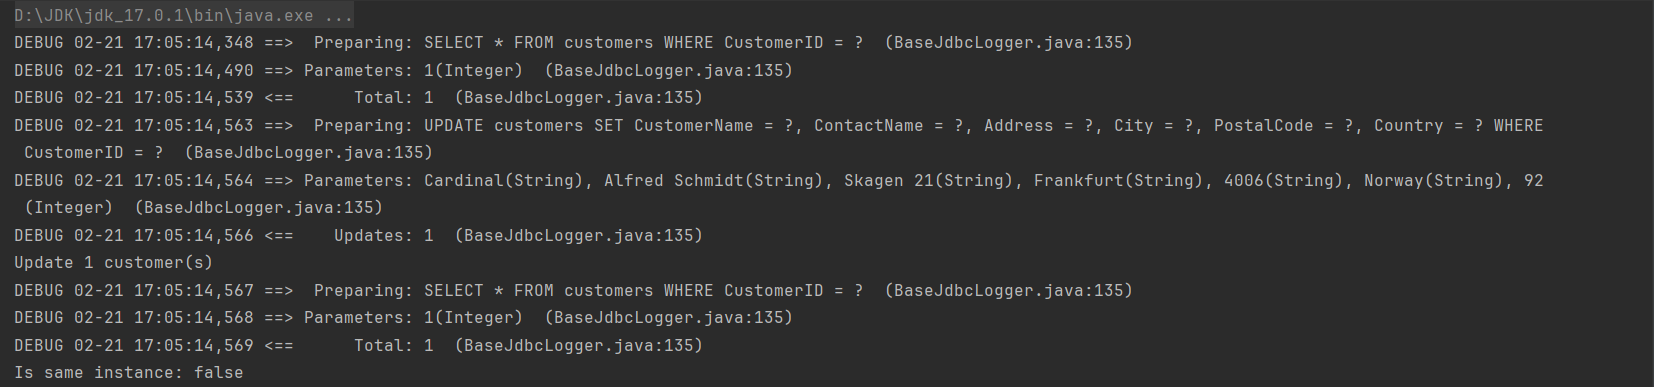 D:\JDK\jdk_17.0.1\bin\java.exe ...
DEBUG 02-21 17:05:14,348 ==>  Preparing: SELECT * FROM customers WHERE CustomerID = ?  (BaseJdbcLogger.java:135)
DEBUG 02-21 17:05:14,490 ==> Parameters: 1(Integer)  (BaseJdbcLogger.java:135)
DEBUG 02-21 17:05:14,539 <==      Total: 1  (BaseJdbcLogger.java:135)
DEBUG 02-21 17:05:14,563 ==>  Preparing: UPDATE customers SET CustomerName = ?, ContactName = ?, Address = ?, City = ?, PostalCode = ?, Country = ? WHERE
 CustomerID = ?  (BaseJdbcLogger.java:135)
DEBUG 02-21 17:05:14,564 ==> Parameters: Cardinal(String), Alfred Schmidt(String), Skagen 21(String), Frankfurt(String), 4006(String), Norway(String), 92
 (Integer)  (BaseJdbcLogger.java:135)
DEBUG 02-21 17:05:14,566 <==    Updates: 1  (BaseJdbcLogger.java:135)
Update 1 customer(s)
DEBUG 02-21 17:05:14,567 ==>  Preparing: SELECT * FROM customers WHERE CustomerID = ?  (BaseJdbcLogger.java:135)
DEBUG 02-21 17:05:14,568 ==> Parameters: 1(Integer)  (BaseJdbcLogger.java:135)
DEBUG 02-21 17:05:14,569 <==      Total: 1  (BaseJdbcLogger.java:135)
Is same instance: false